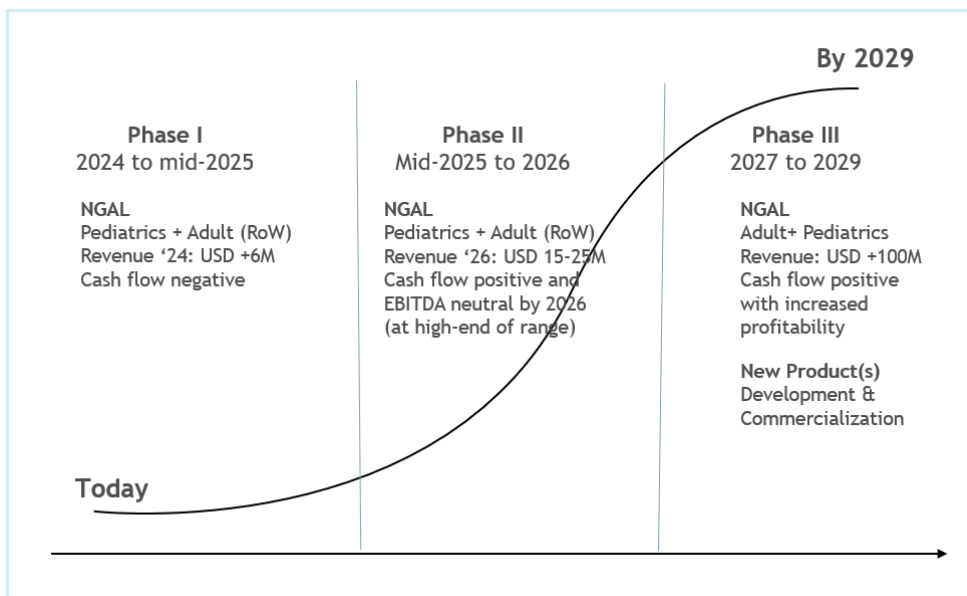 By 2029
Phase I
2024 to mid-2025
NGAL
Pediatrics + Adult (RoW)
Revenue ‘24: USD +6M
Cash flow negative
Phase II
Mid-2025 to 2026
NGAL
Pediatrics + Adult (RoW)
Revenue ‘26: USD 15-25M
Cash flow positive and
EBITDA neutral by 2026
(at high-end of range)
Phase III
2027 to 2029
NGAL
Adult+ Pediatrics
Revenue: USD +100M
Cash flow positive
with increased
profitability
New Product(s)
Development &
Commercialization
Today